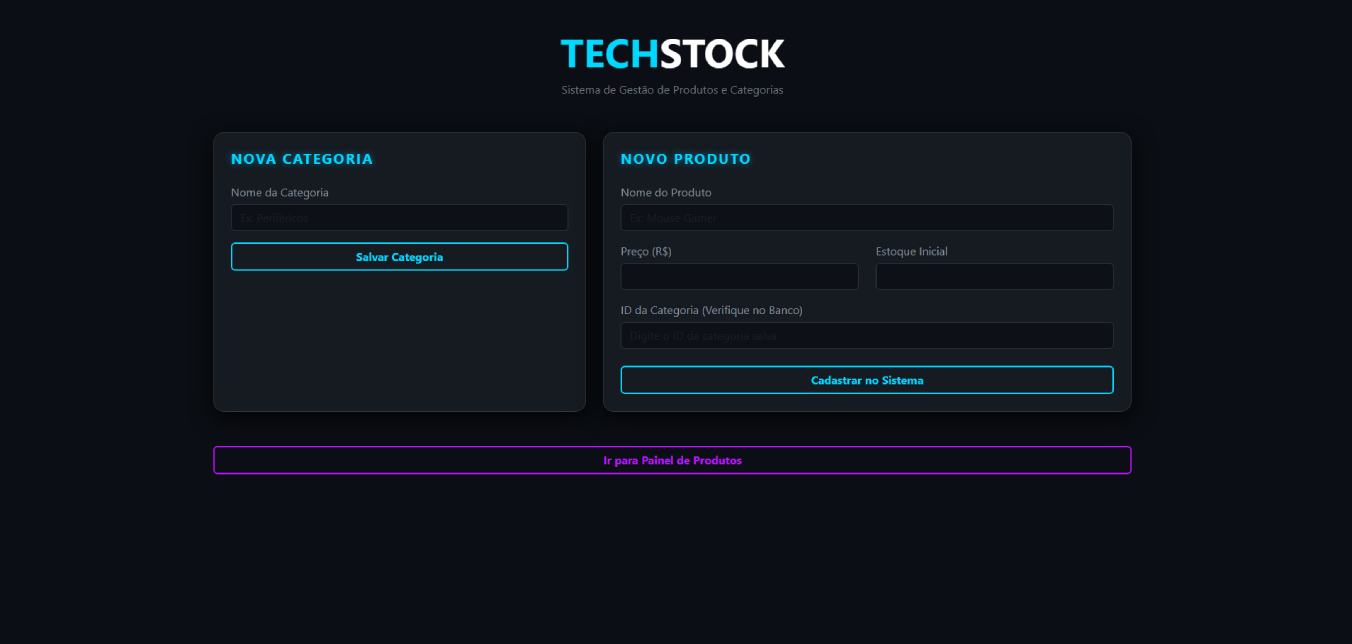 TECHSTOCK
Sistema de Gestão de Produtos e Categorias
NOVA CATEGORIA
Nome da Categoria
Ex: Periféricos
Salvar Categoria
NOVO PRODUTO
Nome do Produto
Ex: Mouse Gamer
Preço (R$)
Estoque Inicial
ID da Categoria (Verifique no Banco)
Digite o ID da categoria salva
Cadastrar no Sistema
Ir para Painel de Produtos